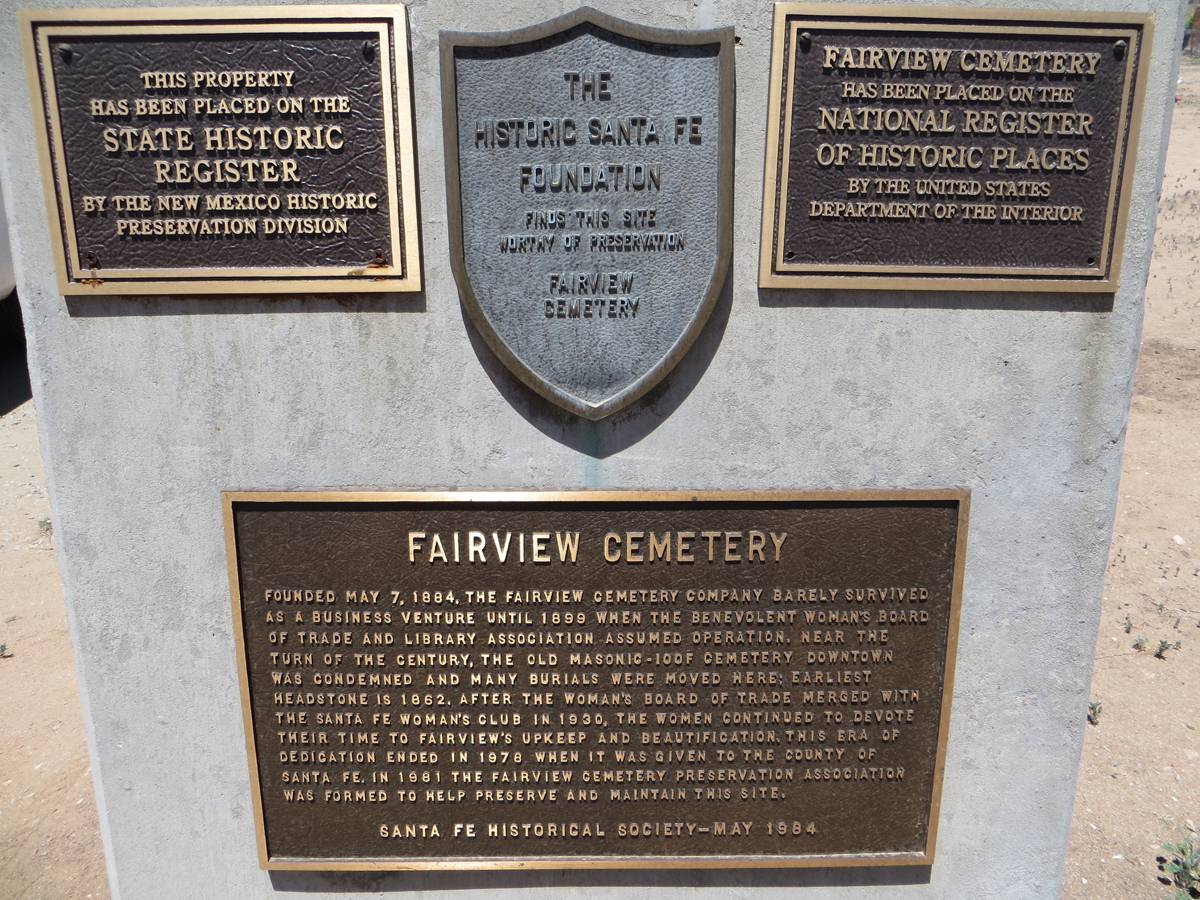 THIS PROPERTY
HAS BEEN PLACED ON THE
STATE HISTORIC
REGISTER
BY THE NEW MEXICO HISTORIC
PRESERVATION DIVISION
THE
HISTORIC SANTA FE
FOUNDATION
FINDS THIS SITE
WORTHY OF PRESERVATION
FAIRVIEW
CEMETERY
FAIRVIEW CEMETERY
HAS BEEN PLACED ON THE
NATIONAL REGISTER
OF HISTORIC PLACES
BY THE UNITED STATES
DEPARTMENT OF THE INTERIOR
FAIRVIEW CEMETERY
FOUNDED MAY 7, 1884, THE FAIRVIEW CEMETERY COMPANY BARELY SURVIVED
AS A BUSINESS VENTURE UNTIL 1899 WHEN THE BENEVOLENT WOMAN'S BOARD
OF TRADE AND LIBRARY ASSOCIATION ASSUMED OPERATION. NEAR THE
TURN OF THE CENTURY, THE OLD MASONIC-IOOF CEMETERY DOWNTOWN
WAS CONDEMNED AND MANY BURIALS WERE MOVED HERE; EARLIEST
HEADSTONE IS 1862. AFTER THE WOMAN'S BOARD OF TRADE MERGED WITH
THE SANTA FE WOMAN'S CLUB IN 1930, THE WOMEN CONTINUED TO DEVOTE
THEIR TIME TO FAIRVIEW'S UPKEEP AND BEAUTIFICATION. THIS ERA OF
DEDICATION ENDED IN 1978 WHEN IT WAS GIVEN TO THE COUNTY OF
SANTA FE. IN 1981 THE FAIRVIEW CEMETERY PRESERVATION ASSOCIATION
WAS FORMED TO HELP PRESERVE AND MAINTAIN THIS SITE.
SANTA FE HISTORICAL SOCIETY—MAY 1984